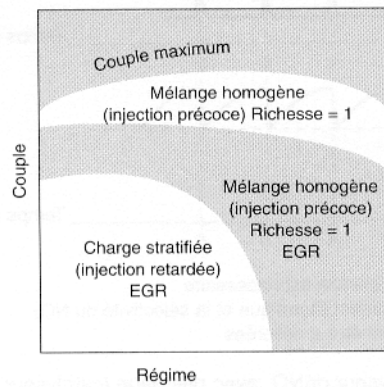 Couple maximum
Mélange homogène
(injection précoce) Richesse = 1
Mélange homogène
(injection précoce)
Richesse = 1
EGR
Charge stratifiée
(injection retardée)
EGR
Couple
Régime